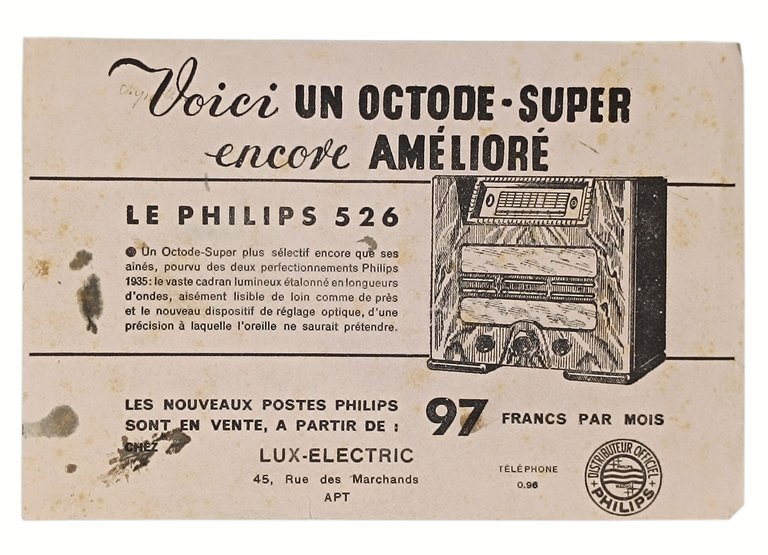 Voici UN OCTODE-SUPER
encore AMÉLIORÉ
LE PHILIPS 526
Un Octode-Super plus sélectif encore que ses
ainés, pourvu des deux perfectionnements Philips
1935: le vaste cadran lumineux étalonné en longueurs
d'ondes, aisément lisible de loin comme de près
et le nouveau dispositif de réglage optique, d'une
précision à laquelle l'oreille ne saurait prétendre.
LES NOUVEAUX POSTES PHILIPS
SONT EN VENTE, A PARTIR DE : 97 FRANCS PAR MOIS
CHEZ
LUX-ELECTRIC
45, Rue des Marchands
APT
TÉLÉPHONE
0.96
DISTRIBUTEUR OFFICIEL
PHILIPS
RADIO
PHILIPS